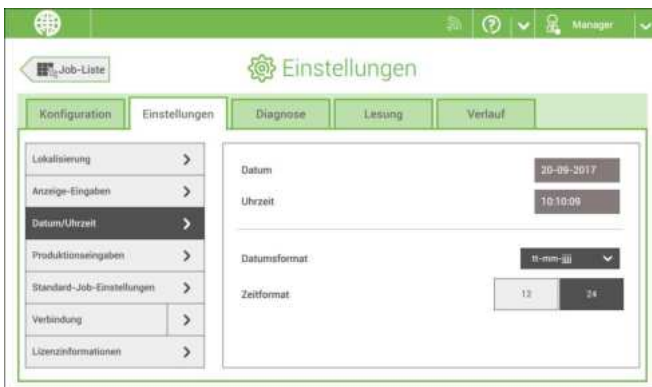 Manager
Job-Liste
Einstellungen
Konfiguration Einstellungen Diagnose Lesung Verlauf
Lokalisierung
Anzeige-Eingaben
Datum/Uhrzeit
Produktionseingaben
Standard-Job-Einstellungen
Verbindung
Lizenzinformationen
Datum 20-09-2017
Uhrzeit 10:10:09
Datumsformat tt-mm-jjjj
Zeitformat 12 24